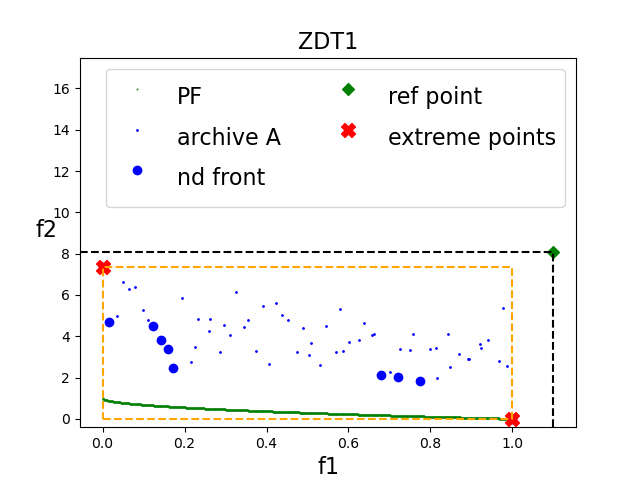 ZDT1
PF
archive A
nd front
ref point
extreme points
f2
16
14
12
10
8
6
4
2
0
0.0 0.2 0.4 0.6 0.8 1.0
f1